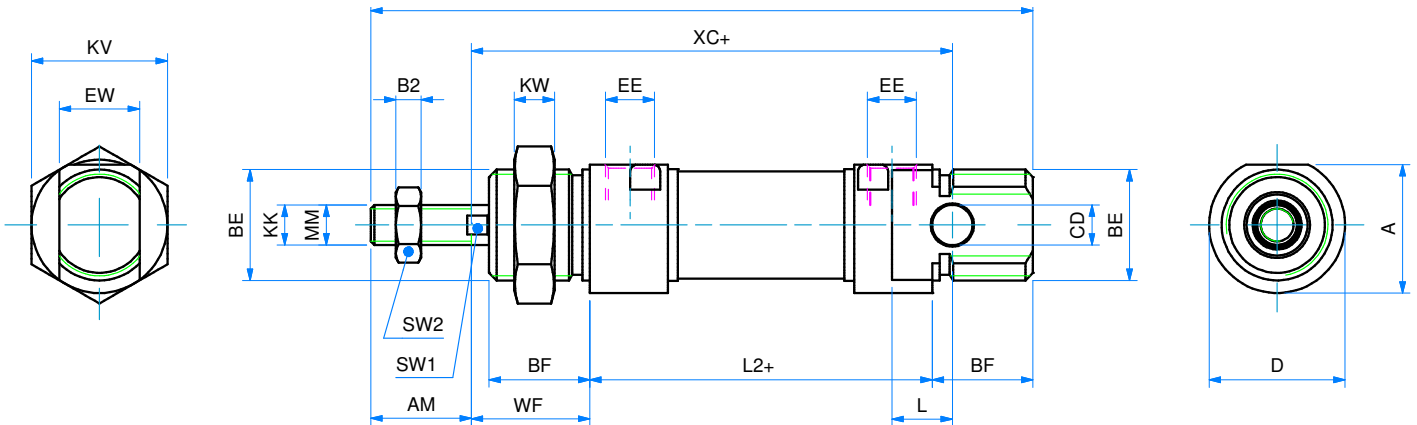 XC+
KV
B2
KW
EE
EE
EW
BE
KK
MM
CD
BE
A
SW2
SW1
BF
L2+
BF
D
AM
WF
L